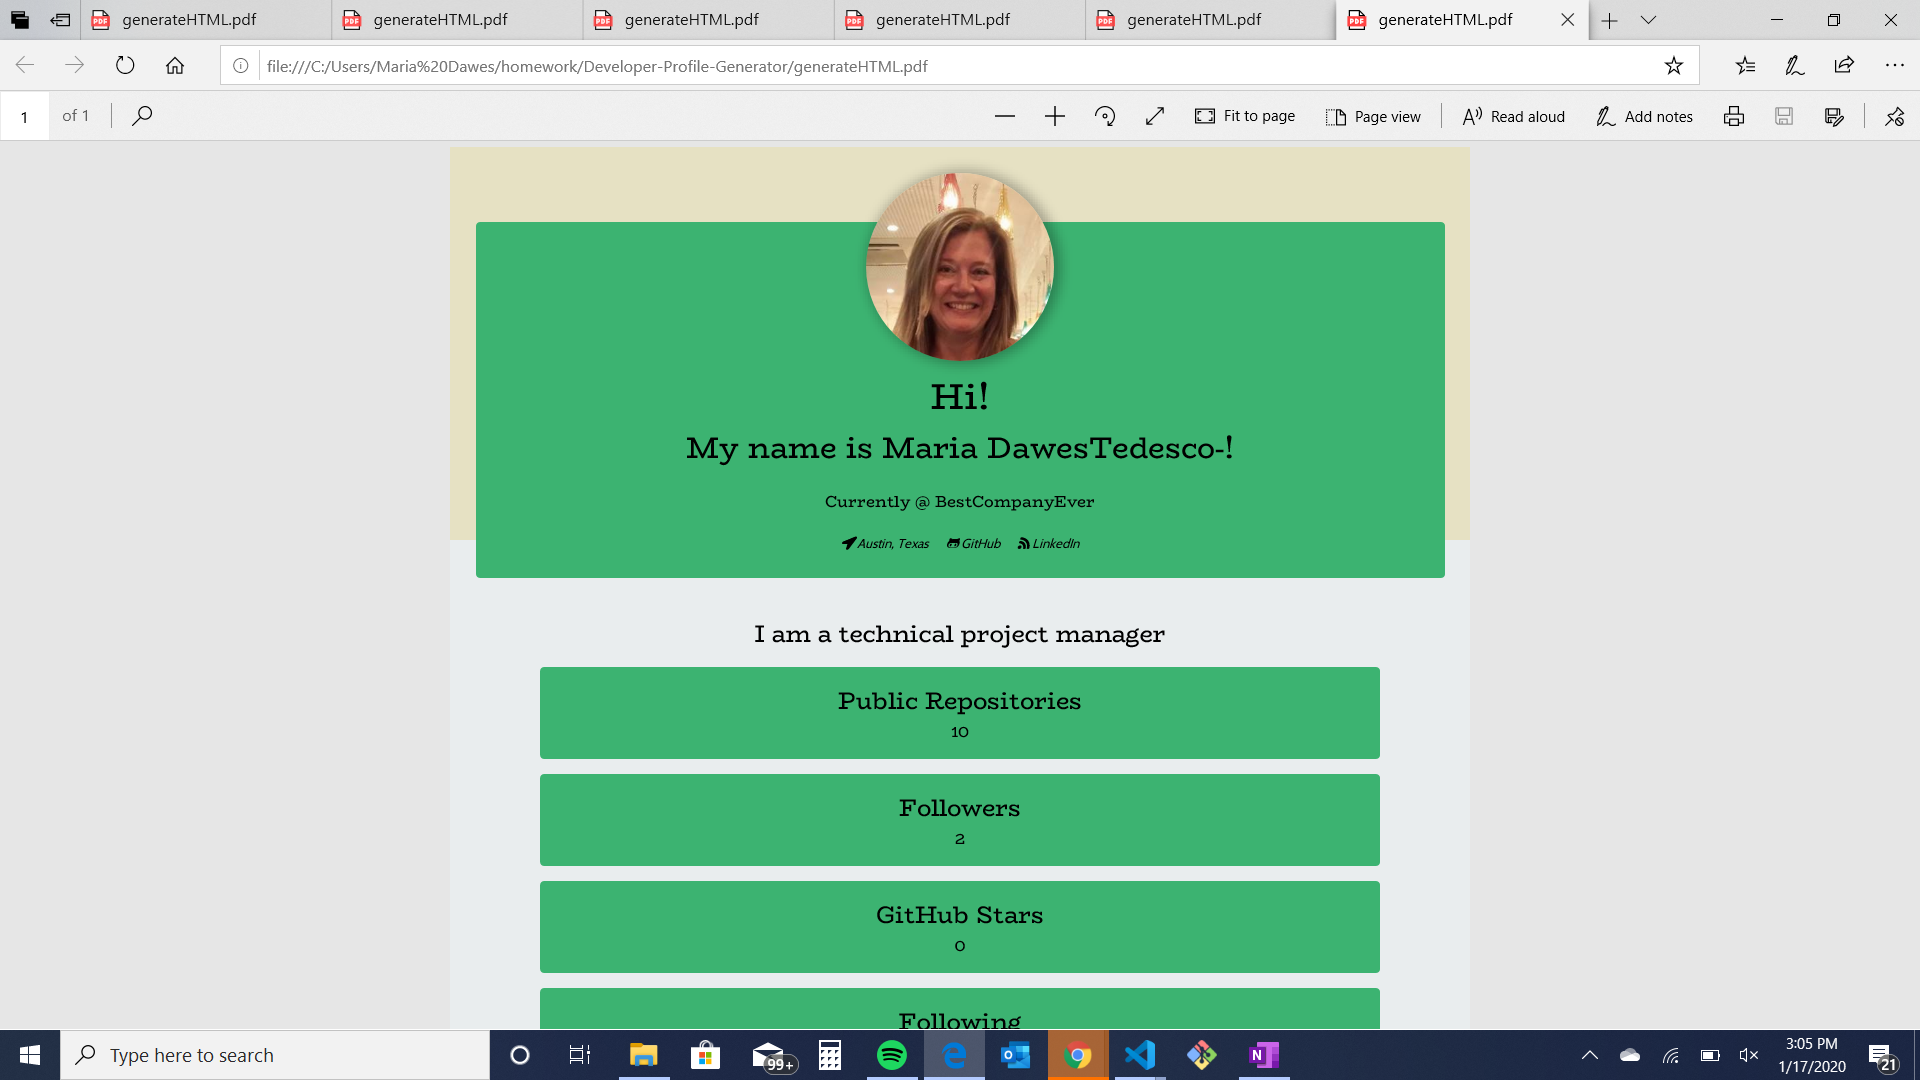 generateHTML.pdf generateHTML.pdf generateHTML.pdf generateHTML.pdf generateHTML.pdf generateHTML.pdf
file:///C:/Users/Maria%20Dawes/homework/Developer-Profile-Generator/generateHTML.pdf
1 of 1 Fit to page Page view Read aloud Add notes
Hi!
My name is Maria DawesTedesco-!
Currently @ BestCompanyEver
Austin, Texas GitHub LinkedIn
I am a technical project manager
Public Repositories
10
Followers
2
GitHub Stars
0
Following
Type here to search 99+ 3:05 PM
1/17/2020 21